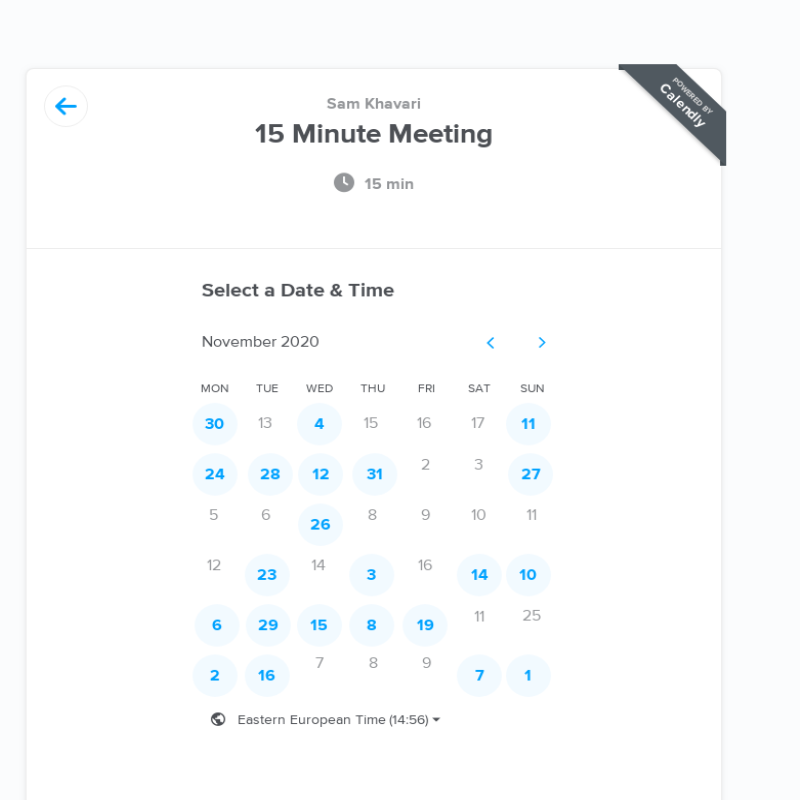 POWERED BY
Calendly
Sam Khavari
15 Minute Meeting
15 min
Select a Date & Time
November 2020
MON TUE WED THU FRI SAT SUN
30 13 4 15 16 17 11
24 28 12 31 2 3 27
5 6 26 8 9 10 11
12 23 14 3 16 14 10
6 29 15 8 19 11 25
2 16 7 8 9 7 1
Eastern European Time (14:56)